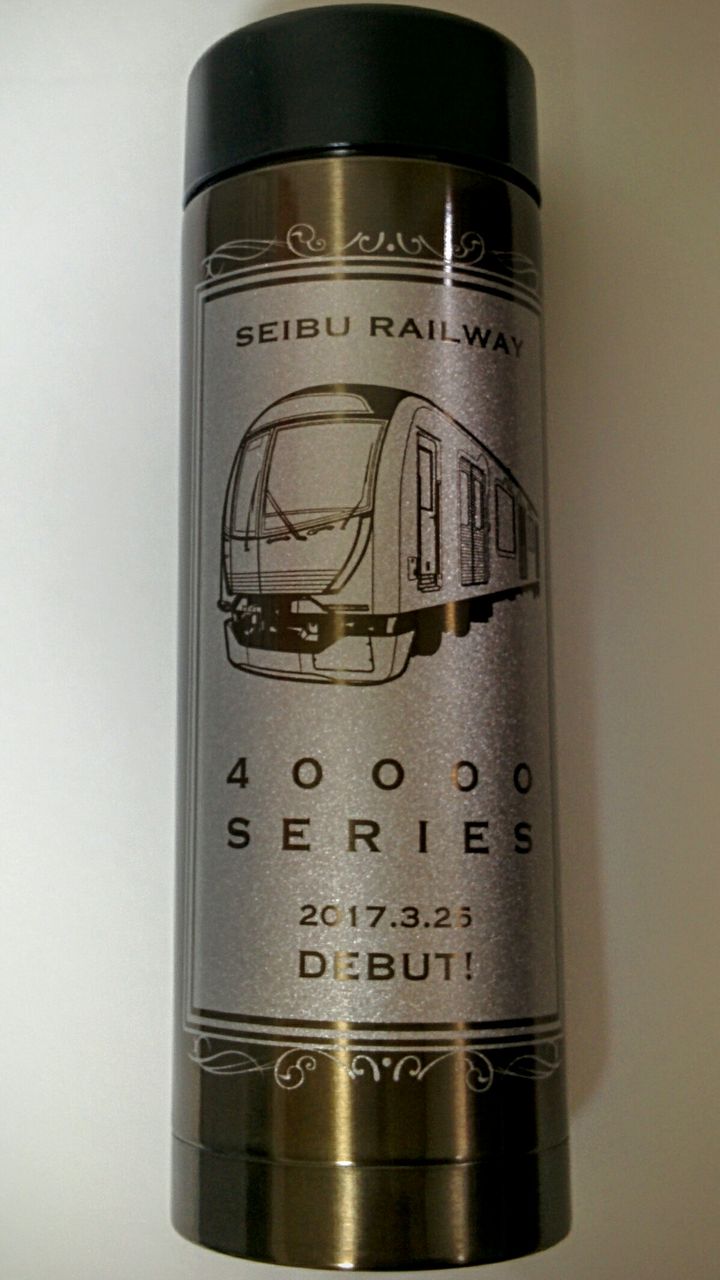 SEIBU RAILWAY
40000
SERIES
2017.3.25
DEBUT!